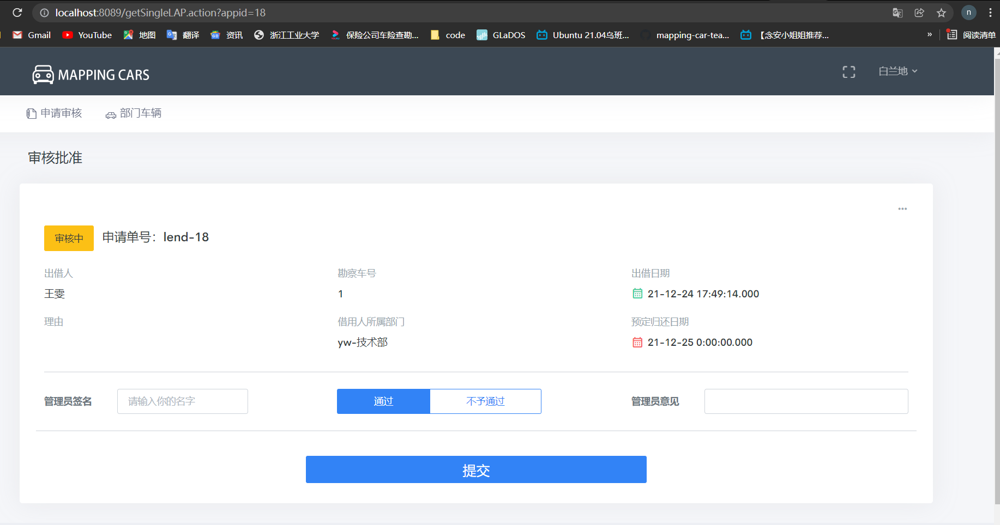 localhost:8089/getSingleLAP.action?appid=18
n
Gmail YouTube 地图 翻译 资讯 浙江工业大学 保险公司车险查勘... code GLaDOS Ubuntu 21.04乌班... mapping-car-tea... 【念安小姐姐推荐... » 阅读清单
MAPPING CARS
白兰地
申请审核 部门车辆
审核批准
审核中 申请单号：lend-18
出借人 勘察车号 出借日期
王雯 1 21-12-24 17:49:14.000
理由 借用人所属部门 预定归还日期
yw-技术部 21-12-25 0:00:00.000
管理员签名 请输入你的名字 通过 不予通过 管理员意见
提交